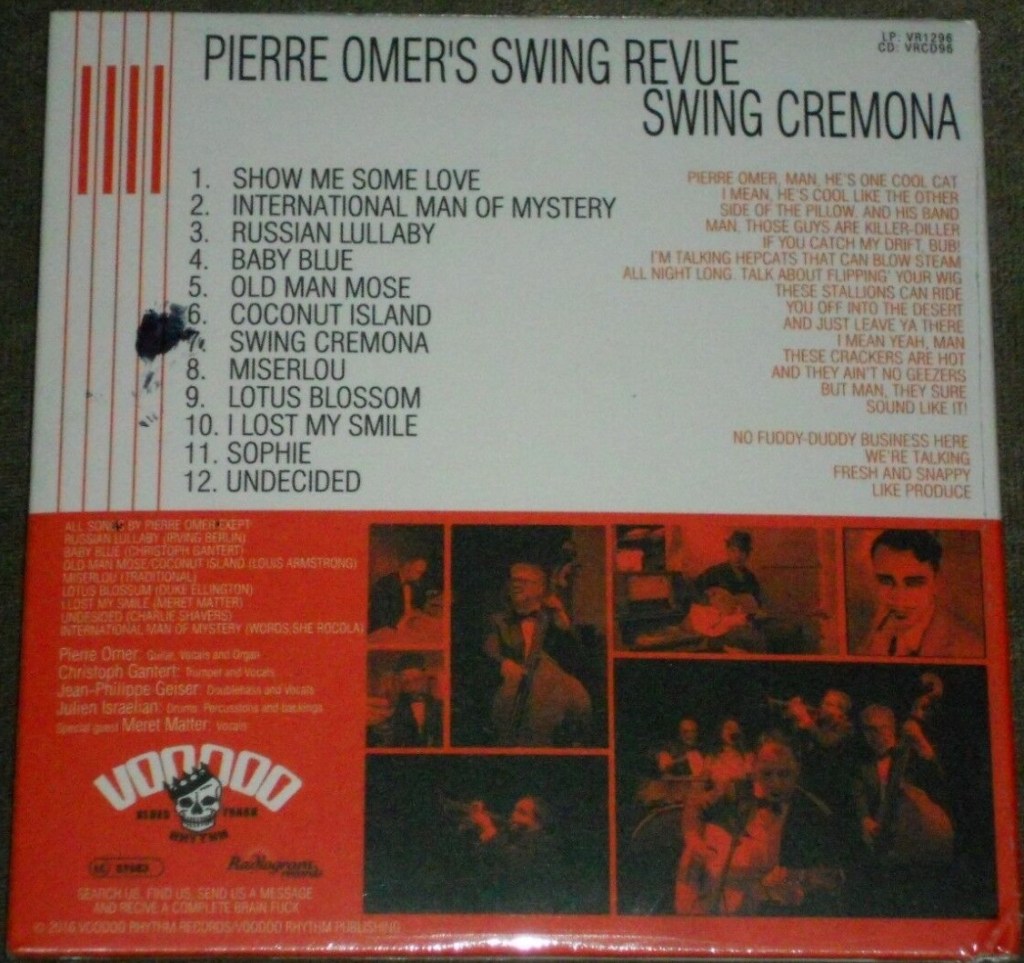 LP: VR1296
CD: VRCD96
PIERRE OMER'S SWING REVUE
SWING CREMONA
1. SHOW ME SOME LOVE
2. INTERNATIONAL MAN OF MYSTERY
3. RUSSIAN LULLABY
4. BABY BLUE
5. OLD MAN MOSE
6. COCONUT ISLAND
7. SWING CREMONA
8. MISERLOU
9. LOTUS BLOSSOM
10. I LOST MY SMILE
11. SOPHIE
12. UNDECIDED
PIERRE OMER, MAN, HE'S ONE COOL CAT
I MEAN, HE'S COOL LIKE THE OTHER
SIDE OF THE PILLOW. AND HIS BAND
MAN, THOSE GUYS ARE KILLER-DILLER
IF YOU CATCH MY DRIFT, BUB!
I'M TALKING HEPCATS THAT CAN BLOW STEAM
ALL NIGHT LONG. TALK ABOUT FLIPPING' YOUR WIG
THESE STALLIONS CAN RIDE
YOU OFF INTO THE DESERT
AND JUST LEAVE YA THERE
I MEAN YEAH, MAN
THESE CRACKERS ARE HOT
AND THEY AIN'T NO GEEZERS
BUT MAN, THEY SURE
SOUND LIKE IT!
NO FUDDY-DUDDY BUSINESS HERE
WE'RE TALKING
FRESH AND SNAPPY
LIKE PRODUCE
ALL SONGS BY PIERRE OMER EXEPT:
RUSSIAN LULLABY (IRVING BERLIN)
BABY BLUE (CHRISTOPH GANTERT)
OLD MAN MOSE/COCONUT ISLAND (LOUIS ARMSTRONG)
MISERLOU (TRADITIONAL)
LOTUS BLOSSUM (DUKE ELLINGTON)
I LOST MY SMILE (MERET MATTER)
UNDESIDED (CHARLIE SHAVERS)
INTERNATIONAL MAN OF MYSTERY (WORDS:SHE ROCOLA)
Pierre Omer: Guitar, Vocals and Organ
Christoph Gantert: Trumpet and Vocals
Jean-Philippe Geiser: Doublebass and Vocals
Julien Israelian: Drums, Percussions and backings
Special guest Meret Matter: Vocals
VOODOO
RHYTHM
Radiogram
SEARCH US, FIND US, SEND US A MESSAGE
AND RECIVE A COMPLETE BRAIN FUCK
© 2016 VOODOO RHYTHM RECORDS/VOODOO RHYTHM PUBLISHING